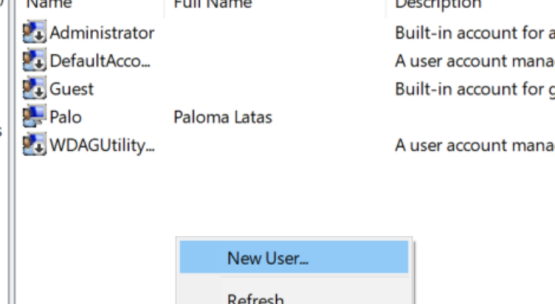 Name Full Name Description
Administrator Built-in account for a
DefaultAcco... A user account mana
Guest Built-in account for g
Palo Paloma Latas
WDAGUtility... A user account mana
New User...
Refresh